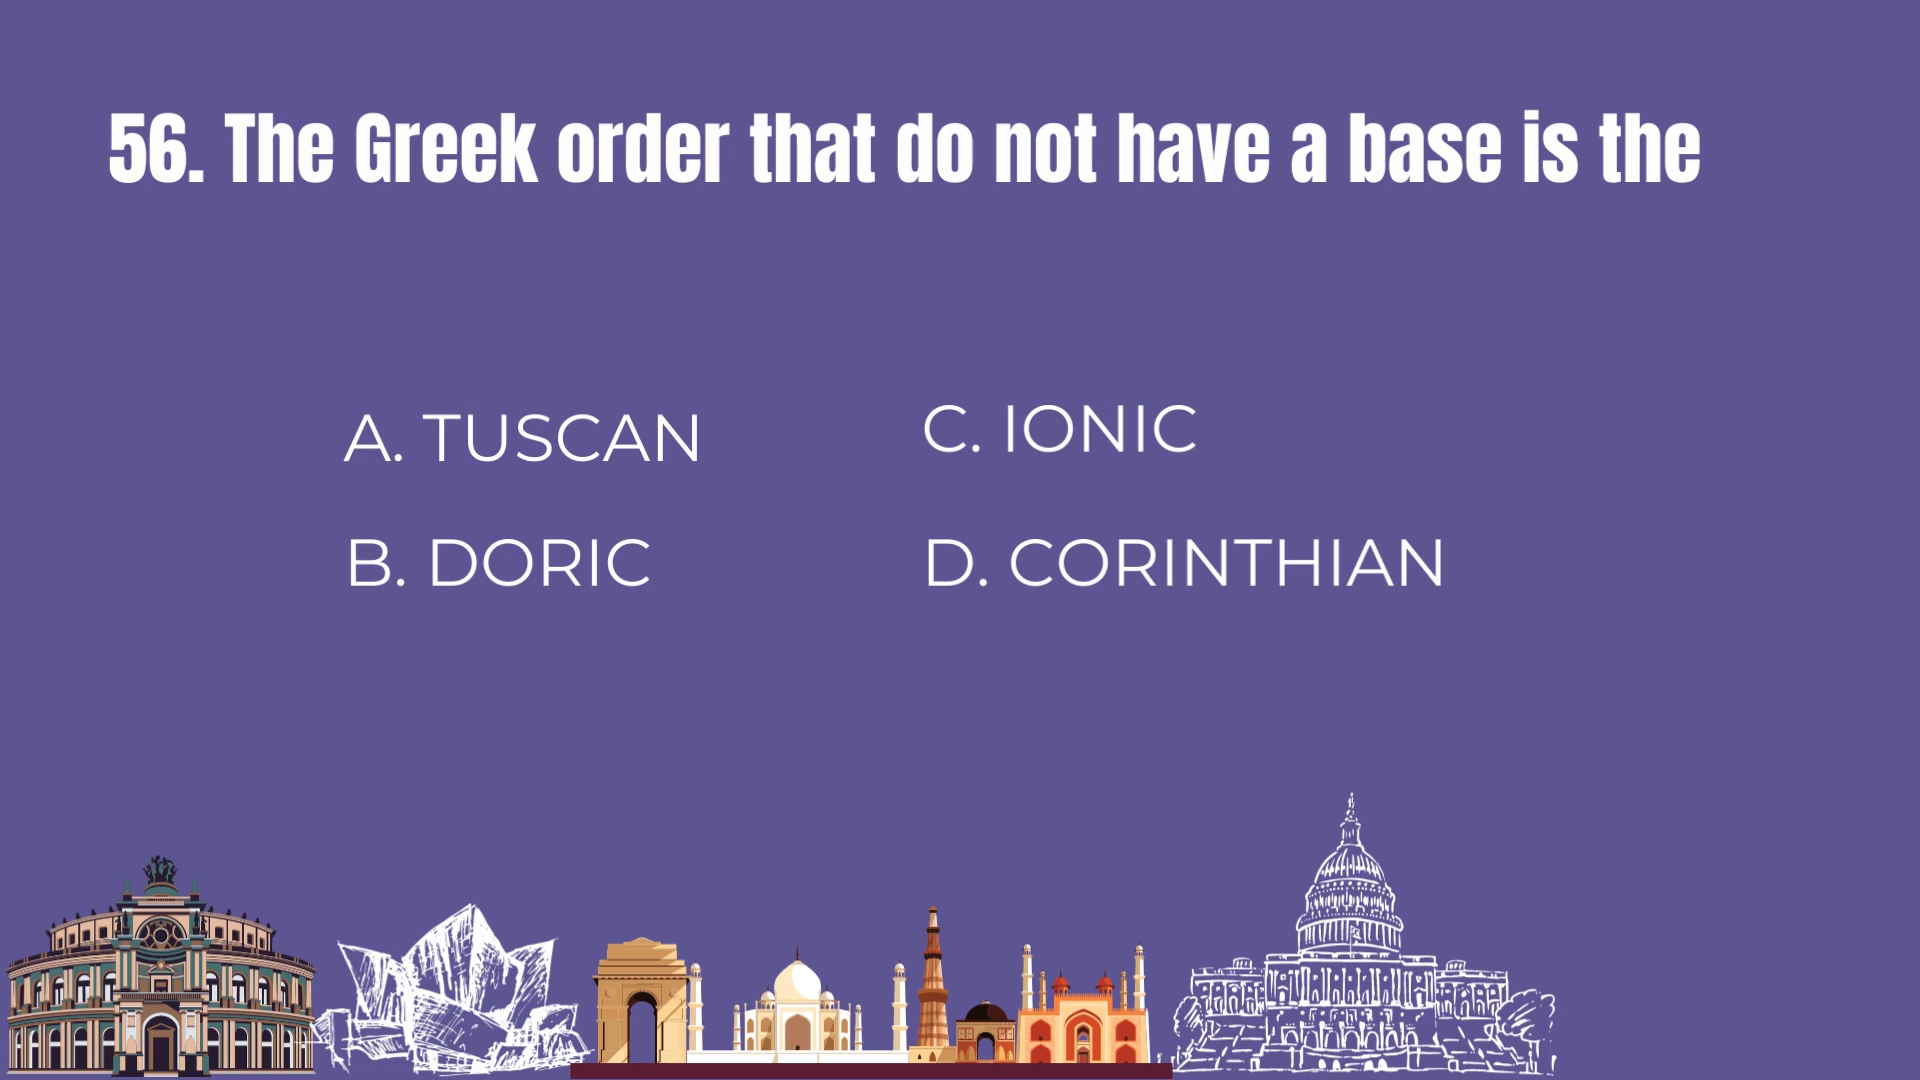 56. The Greek order that do not have a base is the
A. TUSCAN
B. DORIC
C. IONIC
D. CORINTHIAN